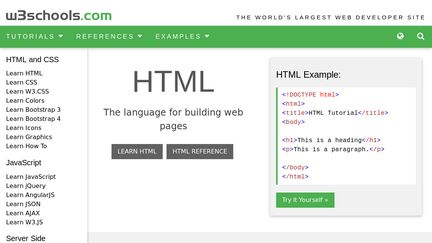 w3schools.com
THE WORLD'S LARGEST WEB DEVELOPER SITE
TUTORIALS REFERENCES EXAMPLES
HTML and CSS
Learn HTML
Learn CSS
Learn W3.CSS
Learn Colors
Learn Bootstrap 3
Learn Bootstrap 4
Learn Icons
Learn Graphics
Learn How To
JavaScript
Learn JavaScript
Learn jQuery
Learn AngularJS
Learn JSON
Learn AJAX
Learn W3.JS
Server Side
HTML
The language for building web
pages
LEARN HTML HTML REFERENCE
HTML Example:
<!DOCTYPE html>
<html>
<title>HTML Tutorial</title>
<body>
<h1>This is a heading</h1>
<p>This is a paragraph.</p>
</body>
</html>
Try it Yourself »